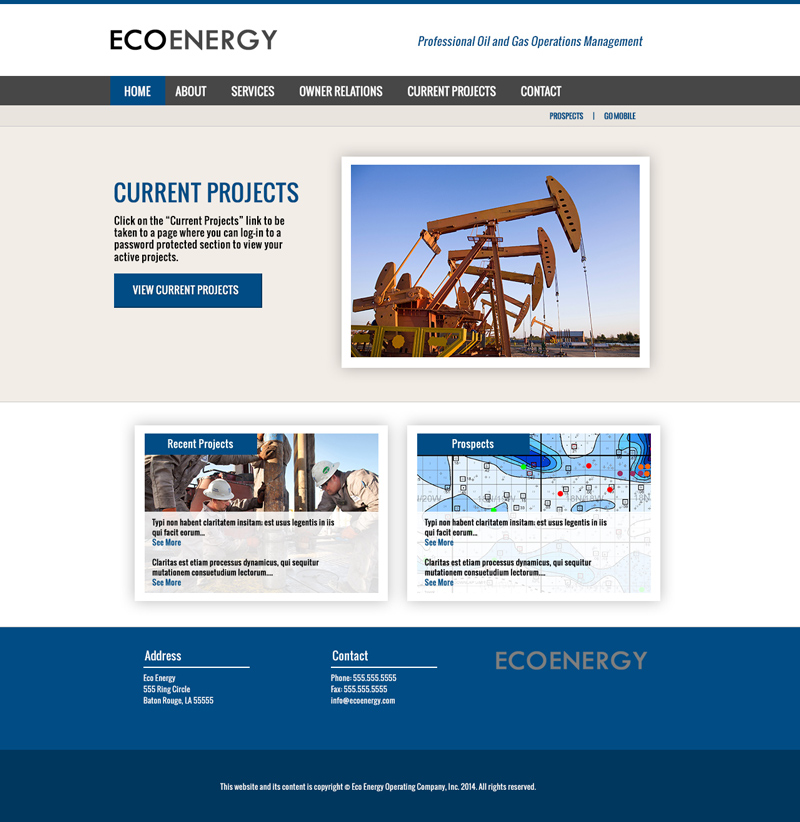 ECOENERGY
Professional Oil and Gas Operations Management
HOME ABOUT SERVICES OWNER RELATIONS CURRENT PROJECTS CONTACT
PROSPECTS | GO MOBILE
CURRENT PROJECTS
Click on the “Current Projects” link to be
taken to a page where you can log-in to a
password protected section to view your
active projects.
VIEW CURRENT PROJECTS
Recent Projects
Typi non habent claritatem insitam; est usus legentis in iis
qui facit eorum...
See More
Claritas est etiam processus dynamicus, qui sequitur
mutationem consuetudium lectorum....
See More
Prospects
Typi non habent claritatem insitam; est usus legentis in iis
qui facit eorum...
See More
Claritas est etiam processus dynamicus, qui sequitur
mutationem consuetudium lectorum....
See More
Address
Eco Energy
555 Ring Circle
Baton Rouge, LA 55555
Contact
Phone: 555.555.5555
Fax: 555.555.5555
info@ecoenergy.com
ECOENERGY
This website and its content is copyright © Eco Energy Operating Company, Inc. 2014. All rights reserved.